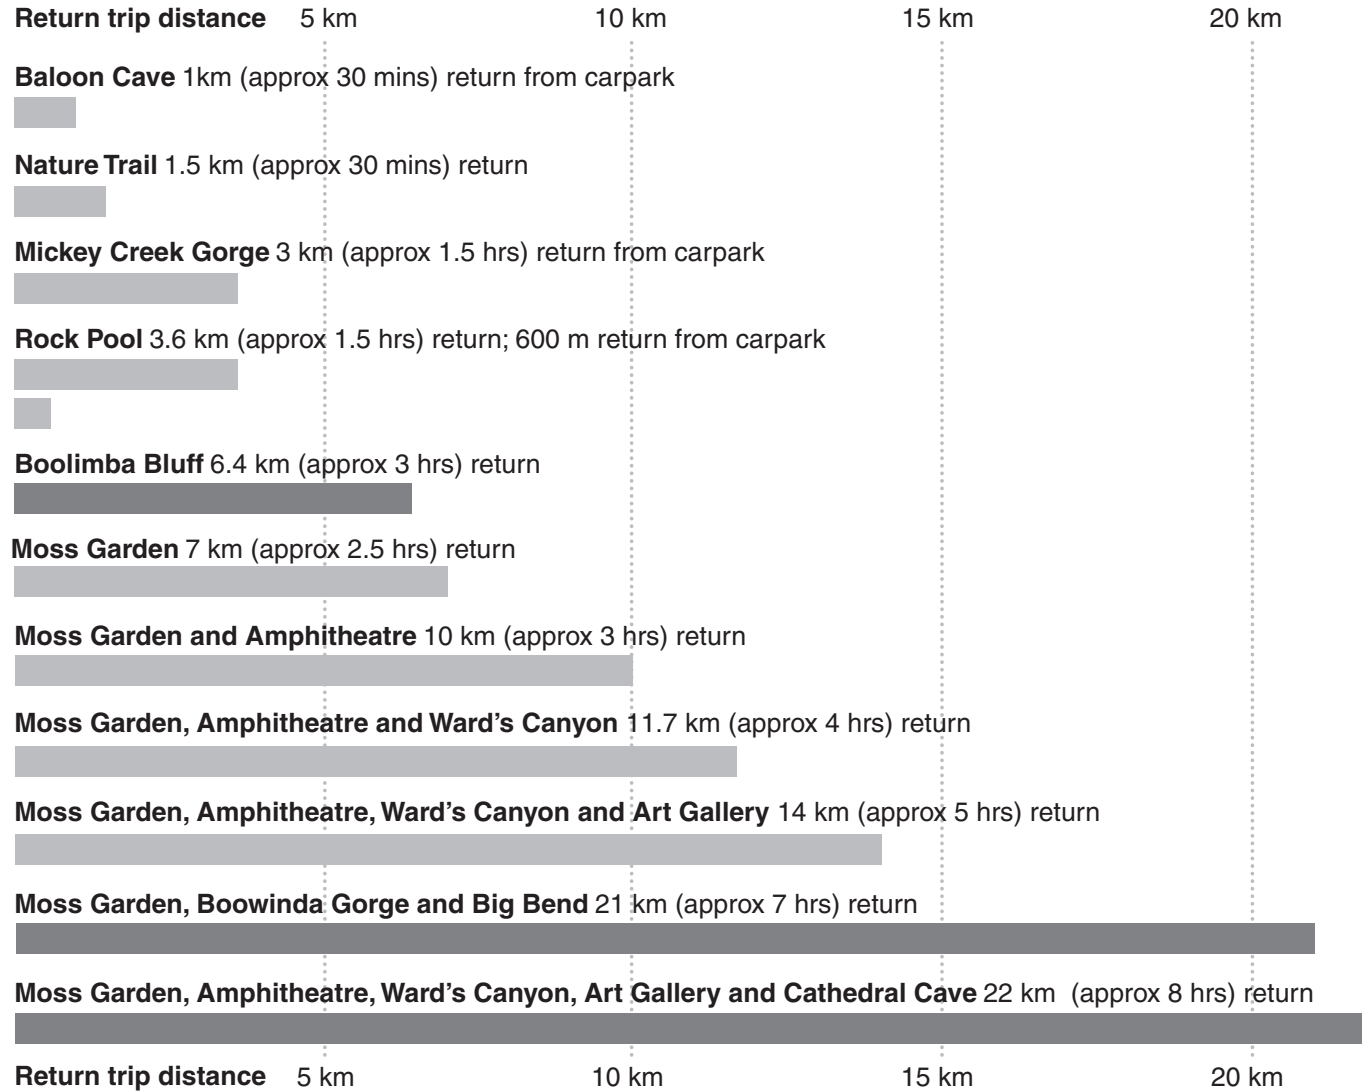 Return trip distance 5 km 10 km 15 km 20 km
Baloon Cave 1km (approx 30 mins) return from carpark
Nature Trail 1.5 km (approx 30 mins) return
Mickey Creek Gorge 3 km (approx 1.5 hrs) return from carpark
Rock Pool 3.6 km (approx 1.5 hrs) return; 600 m return from carpark
Boolimba Bluff 6.4 km (approx 3 hrs) return
Moss Garden 7 km (approx 2.5 hrs) return
Moss Garden and Amphitheatre 10 km (approx 3 hrs) return
Moss Garden, Amphitheatre and Ward’s Canyon 11.7 km (approx 4 hrs) return
Moss Garden, Amphitheatre, Ward’s Canyon and Art Gallery 14 km (approx 5 hrs) return
Moss Garden, Boowinda Gorge and Big Bend 21 km (approx 7 hrs) return
Moss Garden, Amphitheatre, Ward’s Canyon, Art Gallery and Cathedral Cave 22 km (approx 8 hrs) return
Return trip distance 5 km 10 km 15 km 20 km